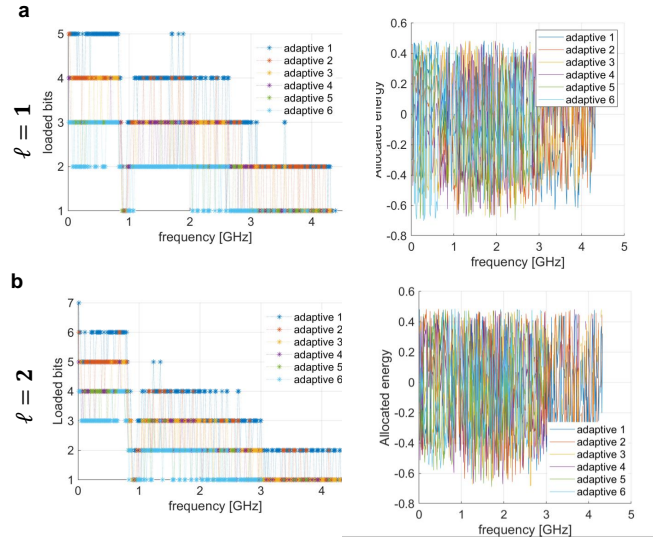 a
ℓ = 1
loaded bits
5
4
3
2
1
0
1
2
3
4
frequency [GHz]
adaptive 1
adaptive 2
adaptive 3
adaptive 4
adaptive 5
adaptive 6
Allocated energy
0.6
0.4
0.2
0
-0.2
-0.4
-0.6
-0.8
0
1
2
3
4
5
frequency [GHz]
adaptive 1
adaptive 2
adaptive 3
adaptive 4
adaptive 5
adaptive 6
b
ℓ = 2
Loaded bits
7
6
5
4
3
2
1
0
1
2
3
4
frequency [GHz]
adaptive 1
adaptive 2
adaptive 3
adaptive 4
adaptive 5
adaptive 6
Allocated energy
0.6
0.4
0.2
0
-0.2
-0.4
-0.6
-0.8
0
1
2
3
4
5
frequency [GHz]
adaptive 1
adaptive 2
adaptive 3
adaptive 4
adaptive 5
adaptive 6